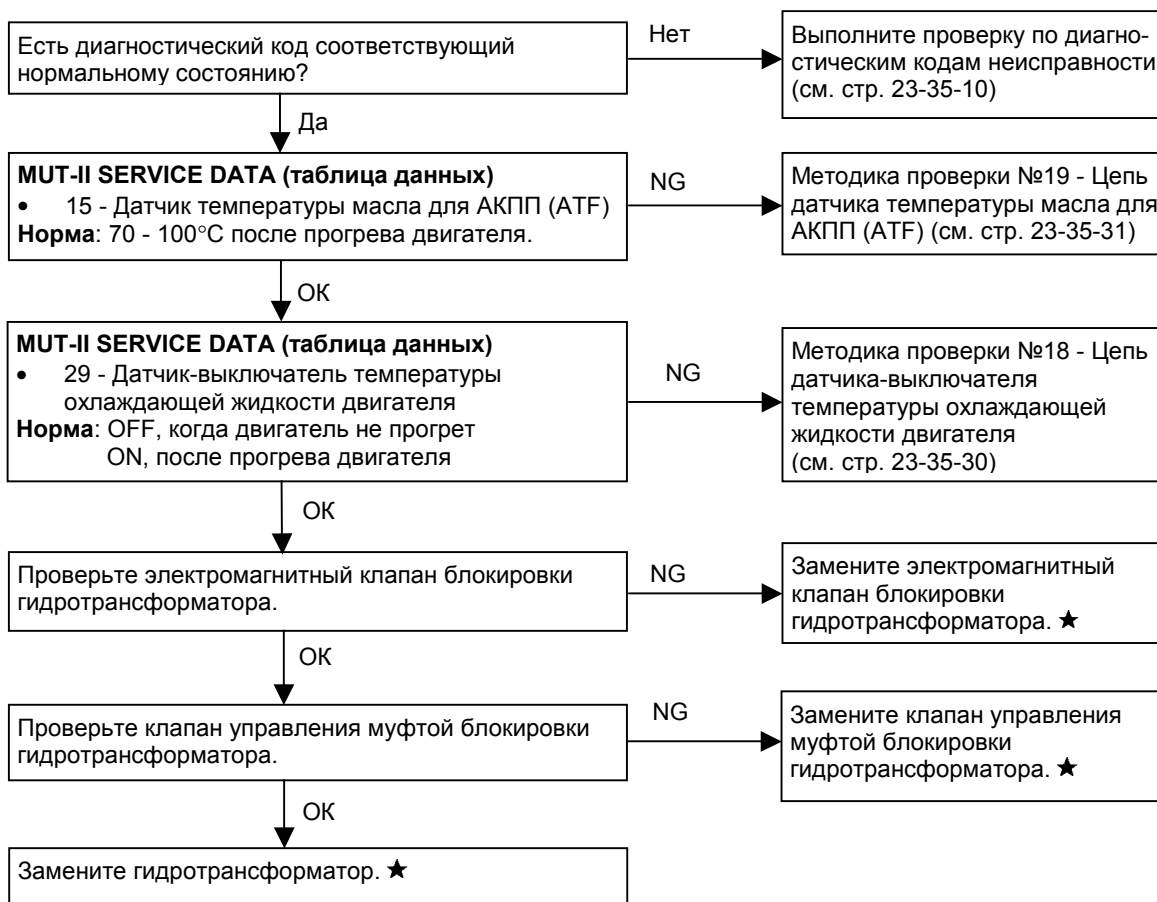 Есть диагностический код соответствующий
нормальному состоянию?
Нет
Выполните проверку по диагно-
стическим кодам неисправности
(см. стр. 23-35-10)
Да
MUT-II SERVICE DATA (таблица данных)
• 15 - Датчик температуры масла для АКПП (ATF)
Норма: 70 - 100°C после прогрева двигателя.
NG
Методика проверки №19 - Цепь
датчика температуры масла для
АКПП (ATF) (см. стр. 23-35-31)
ОК
MUT-II SERVICE DATA (таблица данных)
• 29 - Датчик-выключатель температуры
охлаждающей жидкости двигателя
Норма: OFF, когда двигатель не прогрет
ON, после прогрева двигателя
NG
Методика проверки №18 - Цепь
датчика-выключателя
температуры охлаждающей
жидкости двигателя
(см. стр. 23-35-30)
ОК
Проверьте электромагнитный клапан блокировки
гидротрансформатора.
NG
Замените электромагнитный
клапан блокировки
гидротрансформатора. ★
ОК
Проверьте клапан управления муфтой блокировки
гидротрансформатора.
NG
Замените клапан управления
муфтой блокировки
гидротрансформатора. ★
ОК
Замените гидротрансформатор. ★